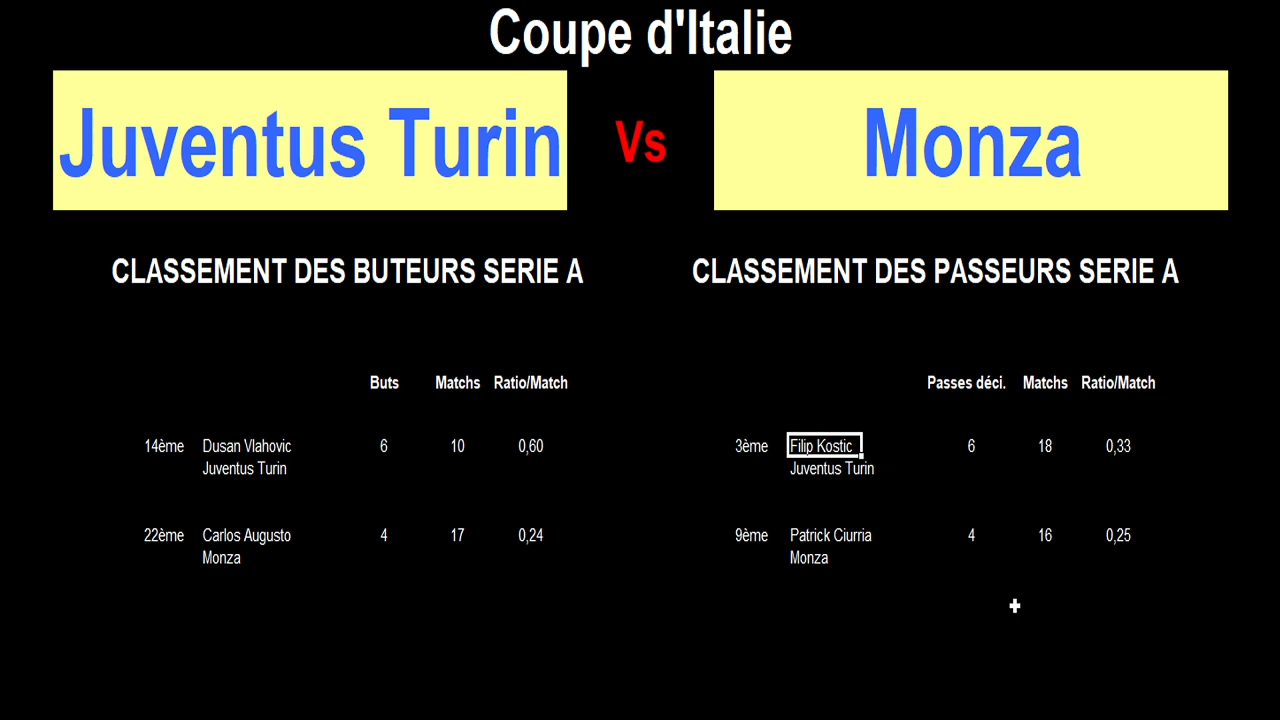 Coupe d'Italie
Juventus Turin Vs Monza
CLASSEMENT DES BUTEURS SERIE A
Buts Matchs Ratio/Match
14ème Dusan Vlahovic 6 10 0,60
Juventus Turin
22ème Carlos Augusto 4 17 0,24
Monza
CLASSEMENT DES PASSEURS SERIE A
Passes déci. Matchs Ratio/Match
3ème Filip Kostic 6 18 0,33
Juventus Turin
9ème Patrick Ciurria 4 16 0,25
Monza